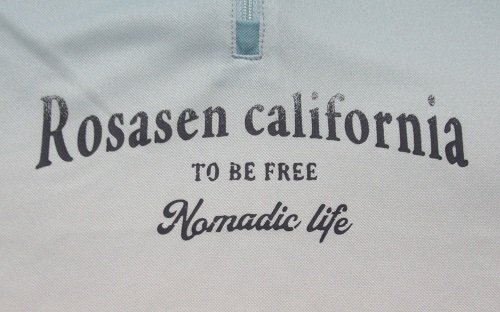 Rosasen california
TO BE FREE
Nomadic life